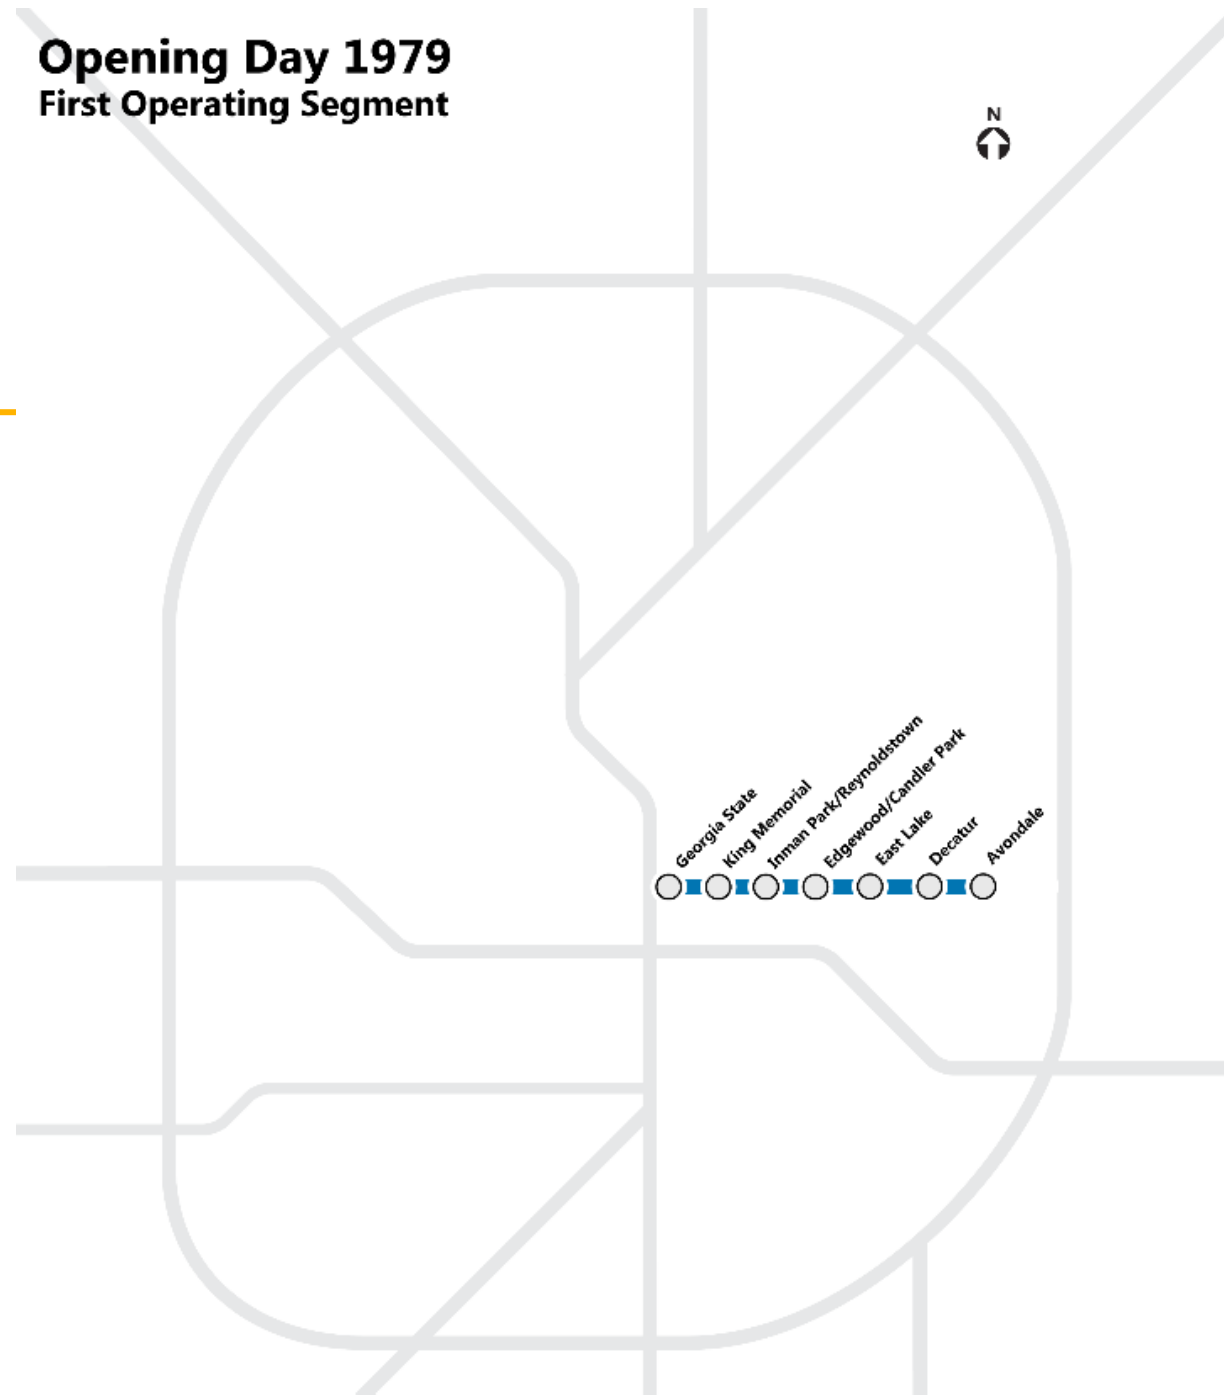 Opening Day 1979
First Operating Segment
N
Georgia State
King Memorial
Inman Park/Reynoldstown
Edgewood/Candler Park
East Lake
Decatur
Avondale